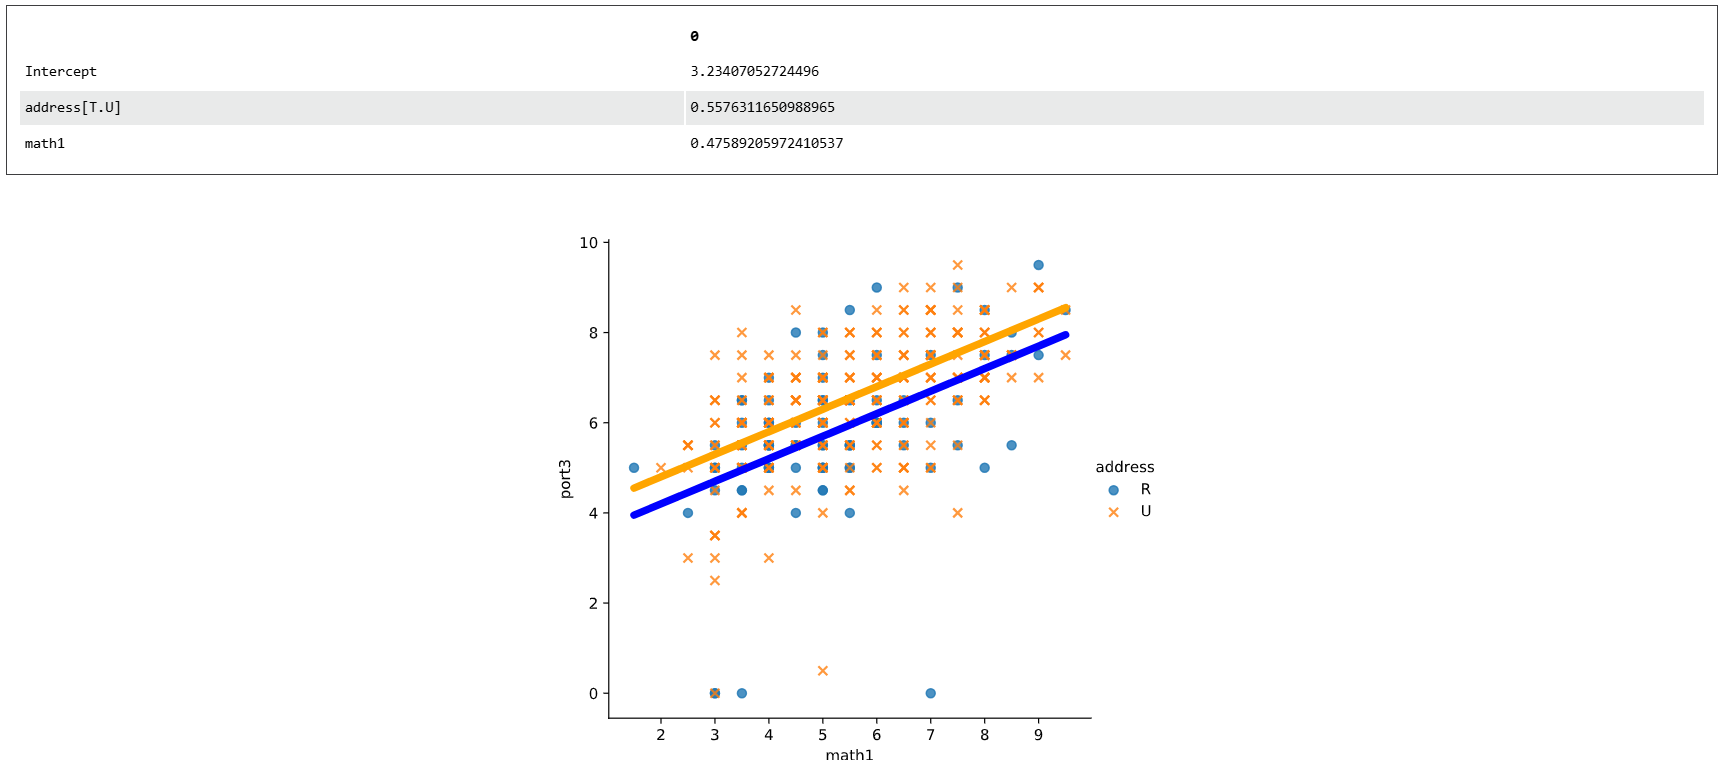 0
Intercept 3.23407052724496
address[T.U] 0.5576311650988965
math1 0.47589205972410537
10
8
6
4
2
0
port3
2 3 4 5 6 7 8 9
math1
address
R
U